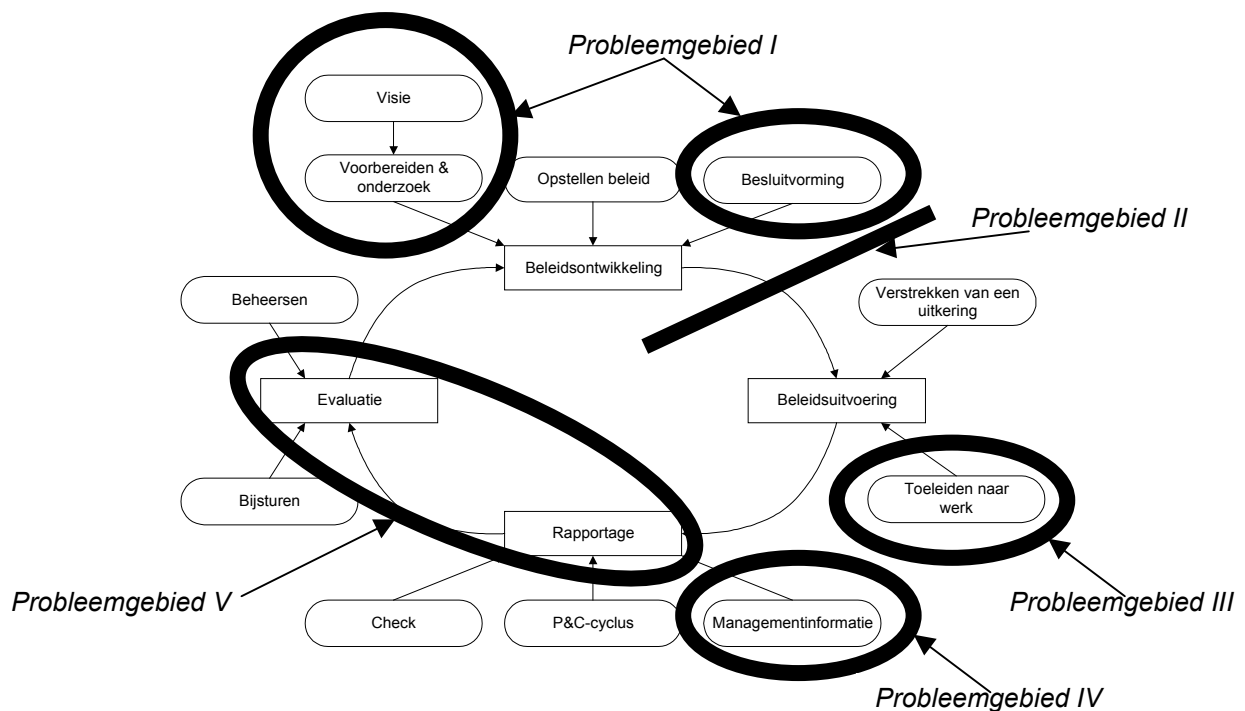 Probleemgebied I
Visie
Voorbereiden &
onderzoek
Opstellen beleid
Besluitvorming
Probleemgebied II
Beleidsontwikkeling
Beheersen
Verstrekken van een
uitkering
Evaluatie
Beleidsuitvoering
Bijsturen
Toeleiden naar
werk
Rapportage
Probleemgebied V
Probleemgebied III
Check
P&C-cyclus
Managementinformatie
Probleemgebied IV